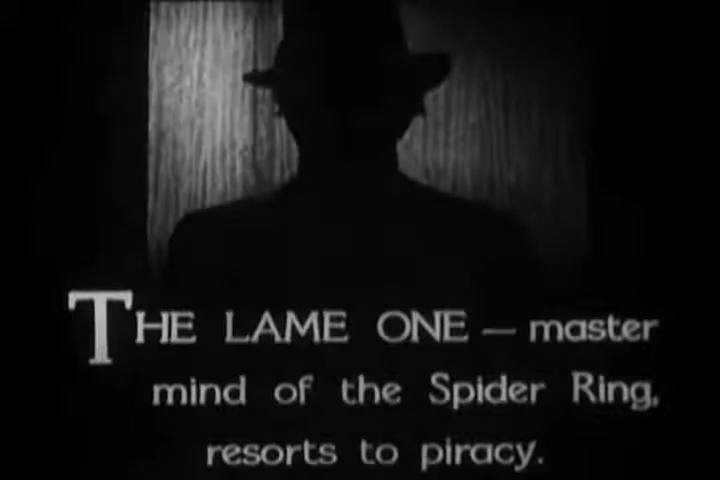 THE LAME ONE — master
mind of the Spider Ring,
resorts to piracy.